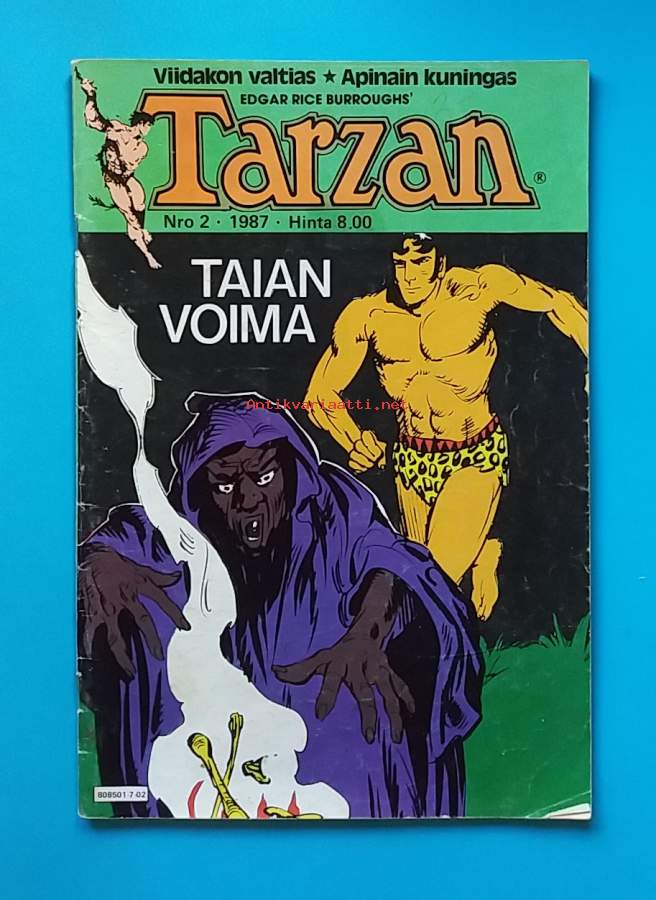 Viidakon valtias ★ Apinain kuningas
EDGAR RICE BURROUGHS'
Tarzan®
Nro 2 · 1987 · Hinta 8,00
TAIAN
VOIMA
Antikvariaatti.net
808501-7-02